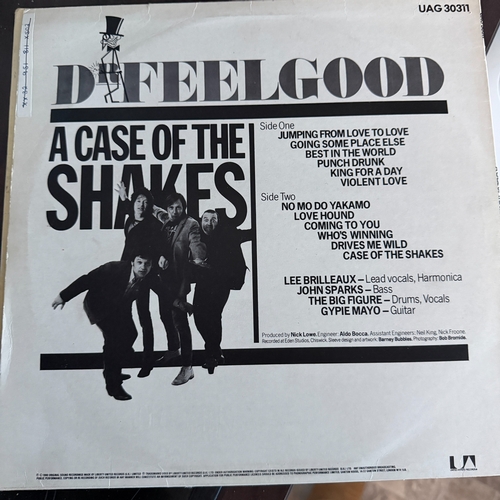 UAG 30311
DR FEELGOOD
A CASE OF THE
SHAKES
Side One
JUMPING FROM LOVE TO LOVE
GOING SOME PLACE ELSE
BEST IN THE WORLD
PUNCH DRUNK
KING FOR A DAY
VIOLENT LOVE
Side Two
NO MO DO YAKAMO
LOVE HOUND
COMING TO YOU
WHO'S WINNING
DRIVES ME WILD
CASE OF THE SHAKES
LEE BRILLEAUX – Lead vocals, Harmonica
JOHN SPARKS – Bass
THE BIG FIGURE – Drums, Vocals
GYPIE MAYO – Guitar
Produced by Nick Lowe. Engineer: Aldo Bocca. Assistant Engineers: Neil King, Nick Froome.
Recorded at Eden Studios, Chiswick. Sleeve design and artwork: Barney Bubbles. Photography: Bob Bromide.
UA